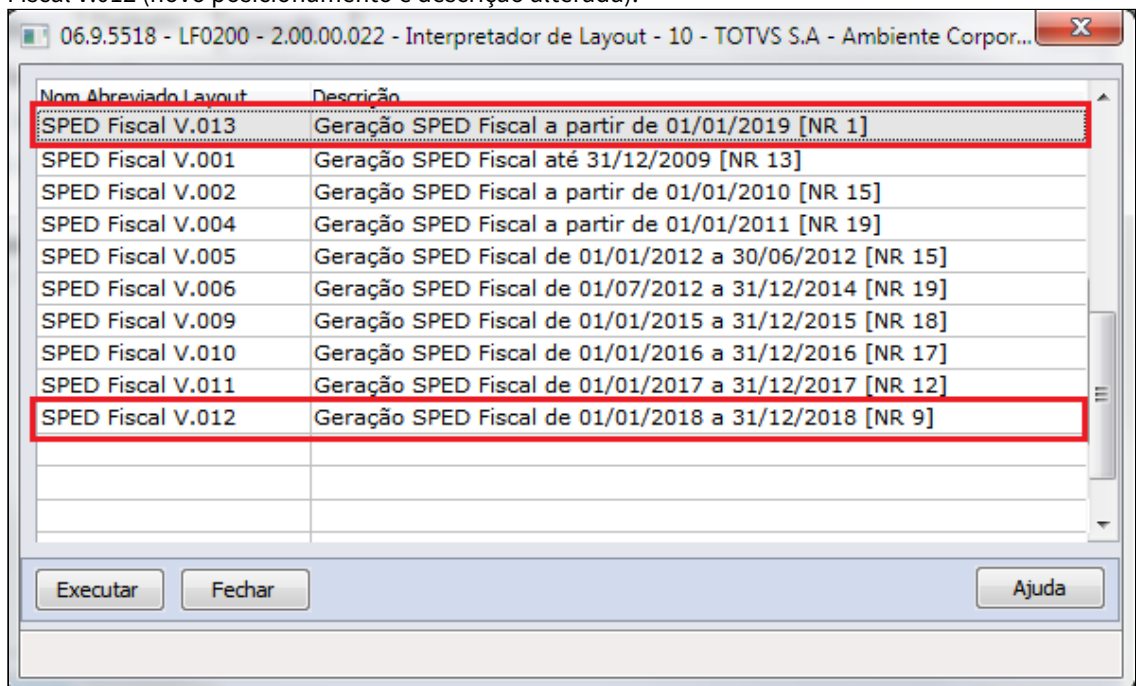 Fiscal V.012 (novo posicionamento e descrição alterada):
06.9.5518 - LF0200 - 2.00.00.022 - Interpretador de Layout - 10 - TOTVS S.A - Ambiente Corpor...
Nom Abreviado Layout Descrição
SPED Fiscal V.013 Geração SPED Fiscal a partir de 01/01/2019 [NR 1]
SPED Fiscal V.001 Geração SPED Fiscal até 31/12/2009 [NR 13]
SPED Fiscal V.002 Geração SPED Fiscal a partir de 01/01/2010 [NR 15]
SPED Fiscal V.004 Geração SPED Fiscal a partir de 01/01/2011 [NR 19]
SPED Fiscal V.005 Geração SPED Fiscal de 01/01/2012 a 30/06/2012 [NR 15]
SPED Fiscal V.006 Geração SPED Fiscal de 01/07/2012 a 31/12/2014 [NR 19]
SPED Fiscal V.009 Geração SPED Fiscal de 01/01/2015 a 31/12/2015 [NR 18]
SPED Fiscal V.010 Geração SPED Fiscal de 01/01/2016 a 31/12/2016 [NR 17]
SPED Fiscal V.011 Geração SPED Fiscal de 01/01/2017 a 31/12/2017 [NR 12]
SPED Fiscal V.012 Geração SPED Fiscal de 01/01/2018 a 31/12/2018 [NR 9]
Executar Fechar Ajuda